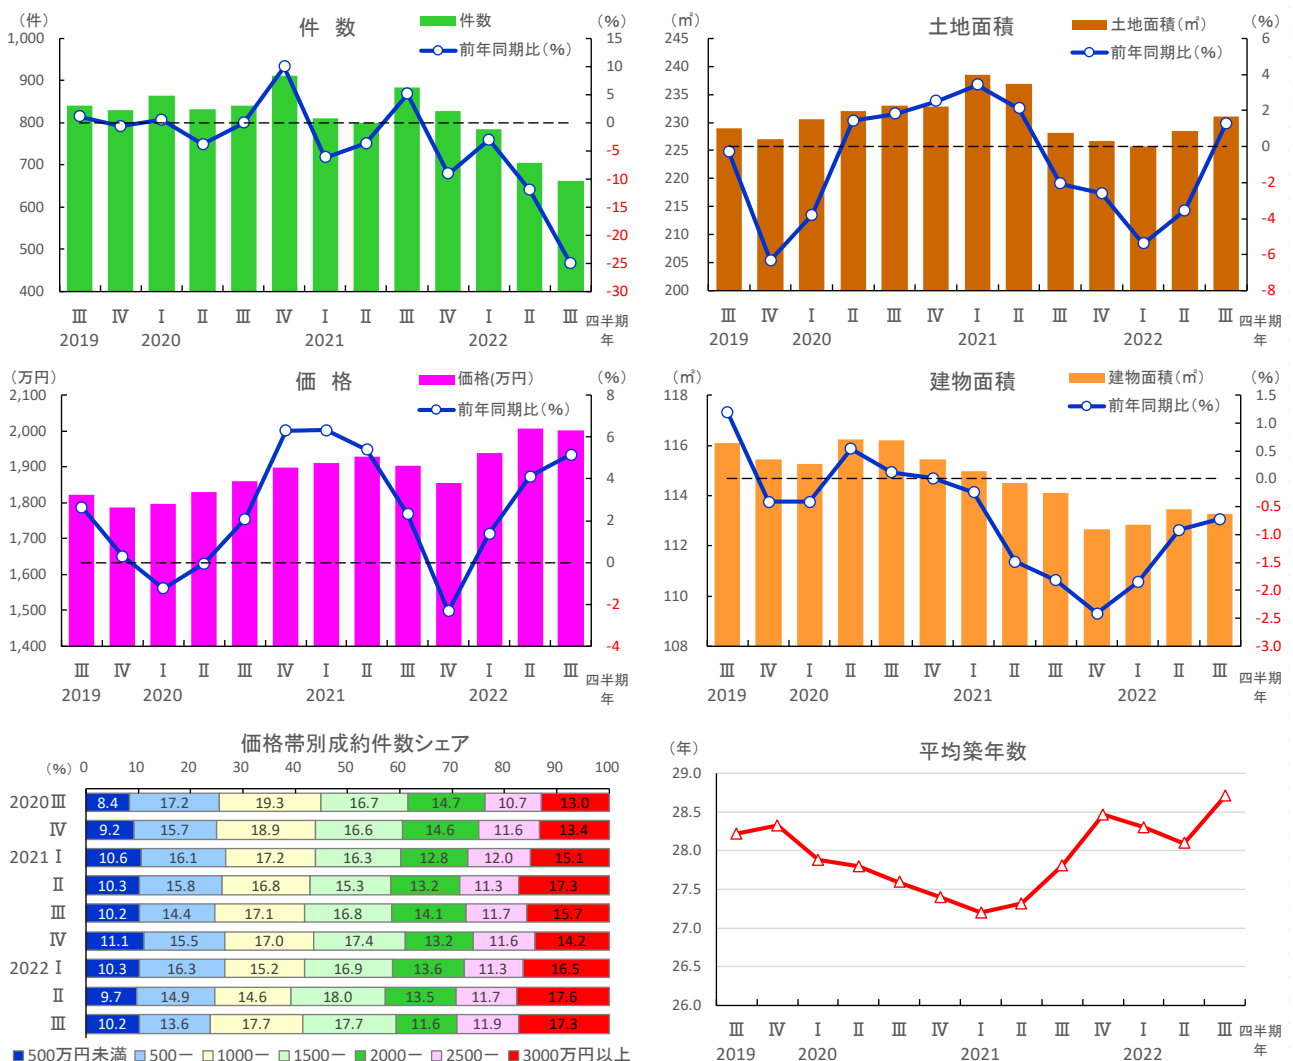 件 数
（件）
（％）
件数
前年同期比（％）
1,000
900
800
700
600
500
400
15
10
5
0
-5
-10
-15
-20
-25
-30
Ⅲ Ⅳ Ⅰ Ⅱ Ⅲ Ⅳ Ⅰ Ⅱ Ⅲ Ⅳ Ⅰ Ⅱ Ⅲ 四半期
2019 2020 2021 2022 年
土地面積
（㎡）
（％）
土地面積（㎡）
前年同期比（％）
245
240
235
230
225
220
215
210
205
200
6
4
2
0
-2
-4
-6
-8
Ⅲ Ⅳ Ⅰ Ⅱ Ⅲ Ⅳ Ⅰ Ⅱ Ⅲ Ⅳ Ⅰ Ⅱ Ⅲ 四半期
2019 2020 2021 2022 年
価 格
（万円）
（％）
価格(万円)
前年同期比（％）
2,100
2,000
1,900
1,800
1,700
1,600
1,500
1,400
8
6
4
2
0
-2
-4
Ⅲ Ⅳ Ⅰ Ⅱ Ⅲ Ⅳ Ⅰ Ⅱ Ⅲ Ⅳ Ⅰ Ⅱ Ⅲ 四半期
2019 2020 2021 2022 年
建物面積
（㎡）
（％）
建物面積（㎡）
前年同期比（％）
118
116
114
112
110
108
1.5
1.0
0.5
0.0
-0.5
-1.0
-1.5
-2.0
-2.5
-3.0
Ⅲ Ⅳ Ⅰ Ⅱ Ⅲ Ⅳ Ⅰ Ⅱ Ⅲ Ⅳ Ⅰ Ⅱ Ⅲ 四半期
2019 2020 2021 2022 年
価格帯別成約件数シェア
（％） 0 10 20 30 40 50 60 70 80 90 100
2020 Ⅲ 8.4 17.2 19.3 16.7 14.7 10.7 13.0
Ⅳ 9.2 15.7 18.9 16.6 14.6 11.6 13.4
2021 Ⅰ 10.6 16.1 17.2 16.3 12.8 12.0 15.1
Ⅱ 10.3 15.8 16.8 15.3 13.2 11.3 17.3
Ⅲ 10.2 14.4 17.1 16.8 14.1 11.7 15.7
Ⅳ 11.1 15.5 17.0 17.4 13.2 11.6 14.2
2022 Ⅰ 10.3 16.3 15.2 16.9 13.6 11.3 16.5
Ⅱ 9.7 14.9 14.6 18.0 13.5 11.7 17.6
Ⅲ 10.2 13.6 17.7 17.7 11.6 11.9 17.3
500万円未満 500－ 1000－ 1500－ 2000－ 2500－ 3000万円以上
平均築年数
（年）
29.0
28.5
28.0
27.5
27.0
26.5
26.0
Ⅲ Ⅳ Ⅰ Ⅱ Ⅲ Ⅳ Ⅰ Ⅱ Ⅲ Ⅳ Ⅰ Ⅱ Ⅲ 四半期
2019 2020 2021 2022 年